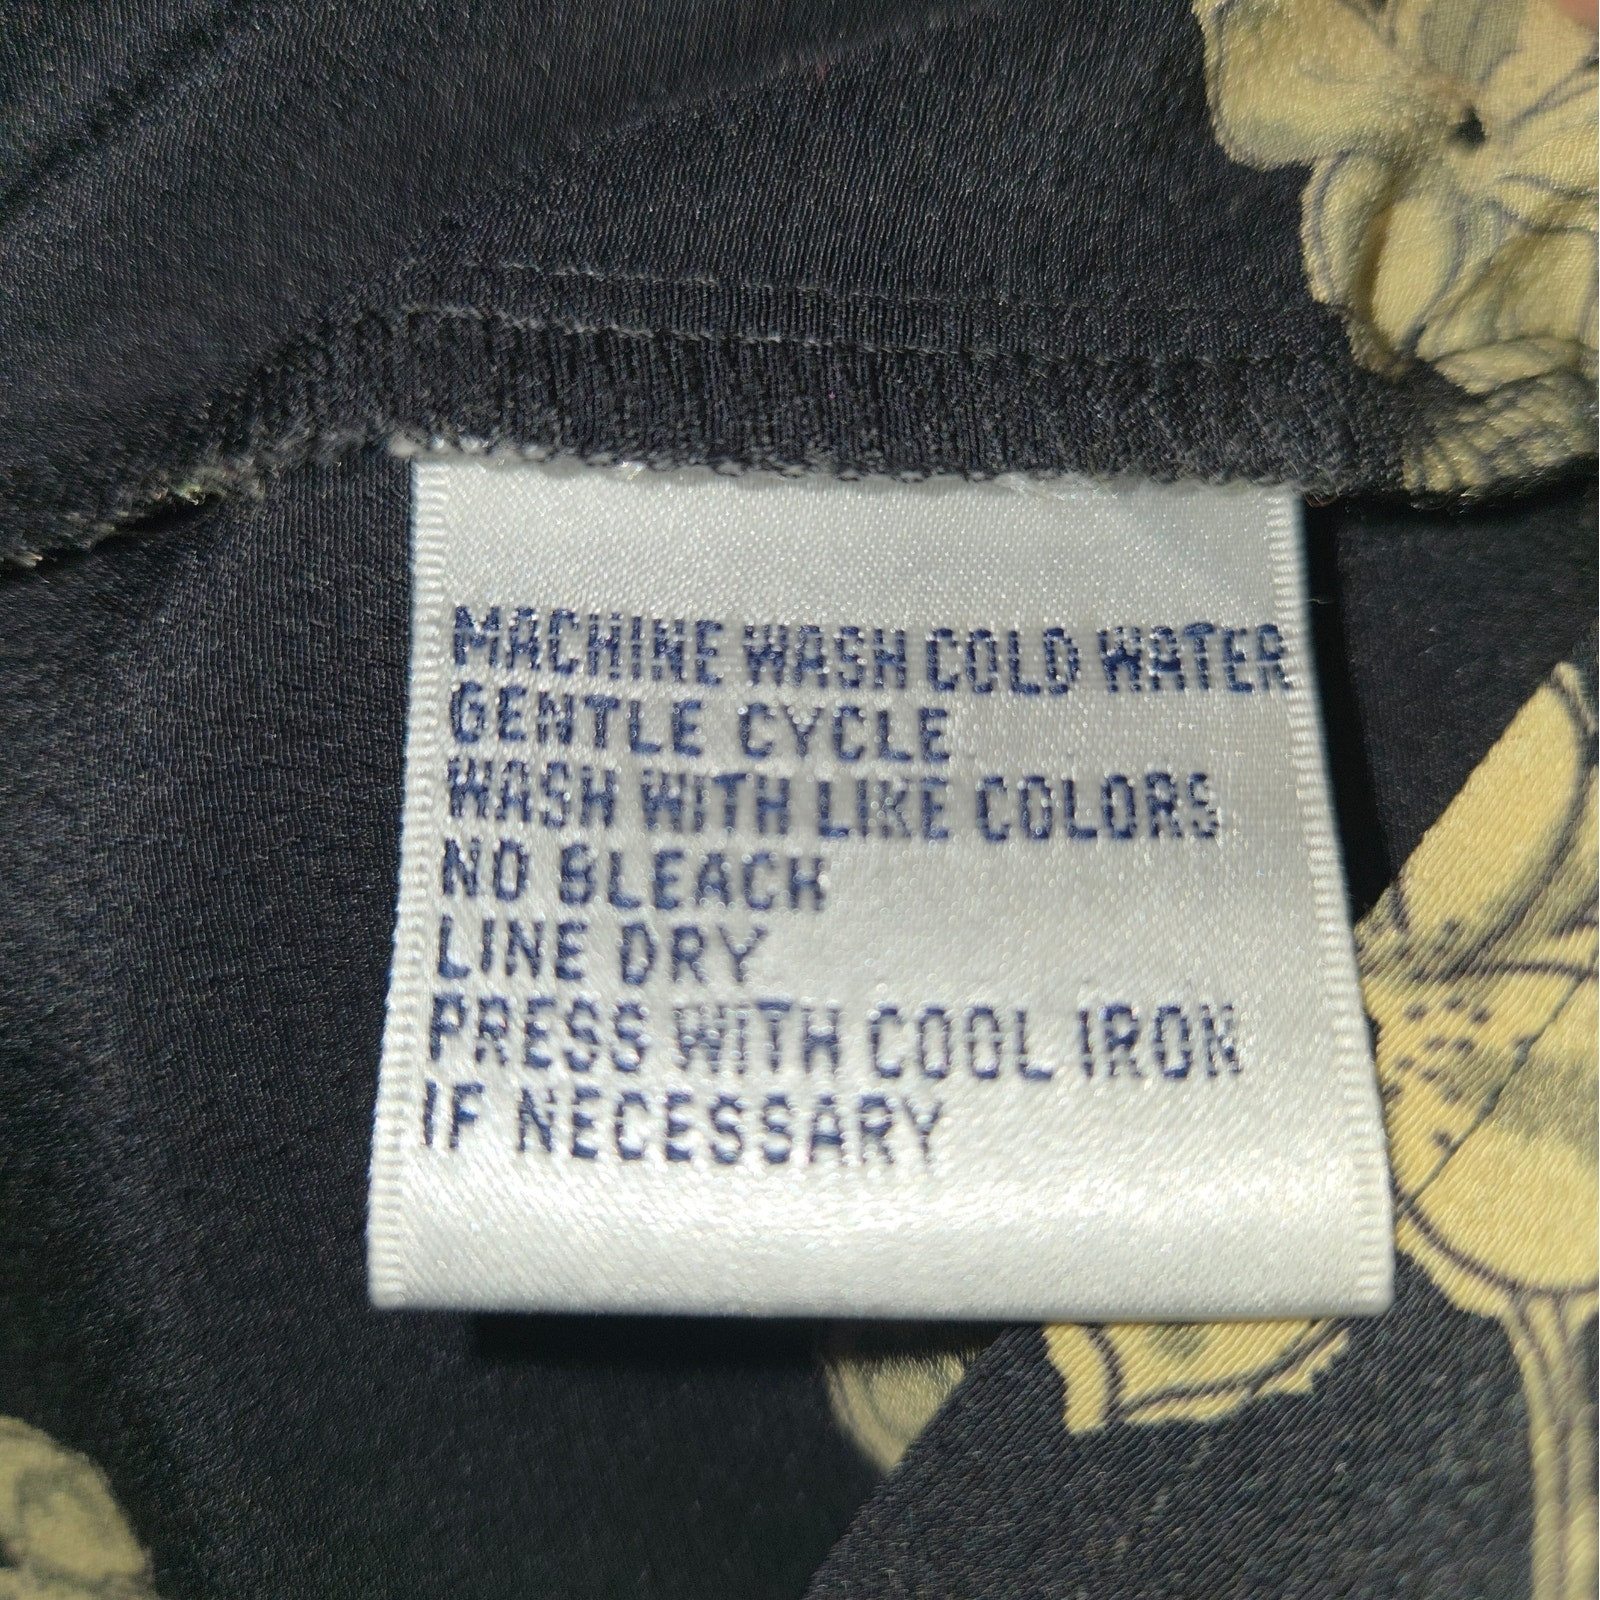 MACHINE WASH COLD WATER
GENTLE CYCLE
WASH WITH LIKE COLORS
NO BLEACH
LINE DRY
PRESS WITH COOL IRON
IF NECESSARY